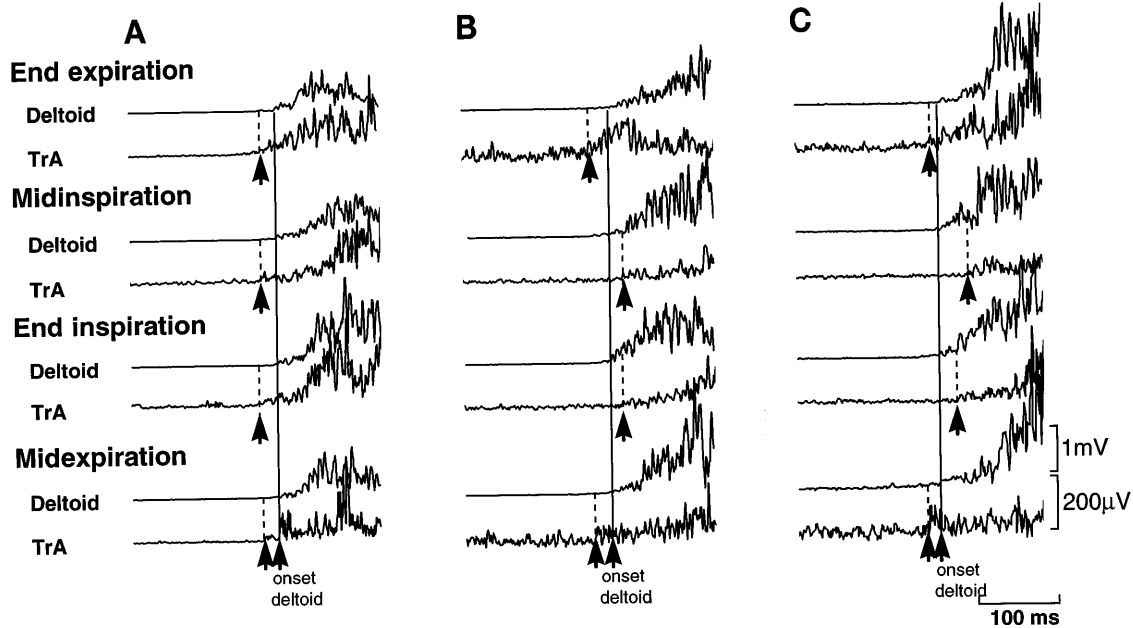 A
B
C
End expiration
Deltoid
TrA
Midinspiration
Deltoid
TrA
End inspiration
Deltoid
TrA
Midexpiration
1mV
Deltoid
200µV
TrA
onset
deltoid
onset
deltoid
onset
deltoid
100 ms